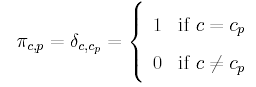 π_{c,p} = δ_{c,c_p} = { 1 if c = c_p
0 if c ≠ c_p